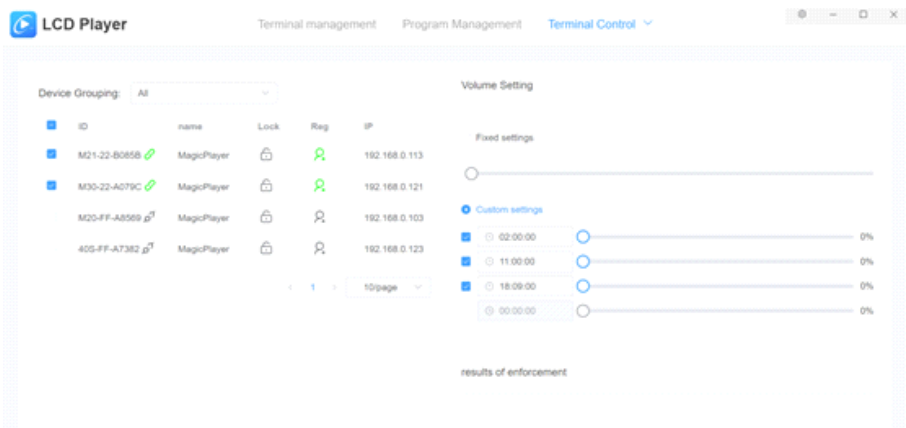 LCD Player
Terminal management Program Management Terminal Control
Device Grouping: All
ID name Lock Reg IP
M21-22-B085B MagicPlayer 192.168.0.113
M30-22-A079C MagicPlayer 192.168.0.121
M20-FF-A8569 MagicPlayer 192.168.0.103
40S-FF-A7382 MagicPlayer 192.168.0.123
1 10/page
Volume Setting
Fixed settings
Custom settings
02:00:00 0%
11:00:00 0%
18:09:00 0%
00:00:00 0%
results of enforcement